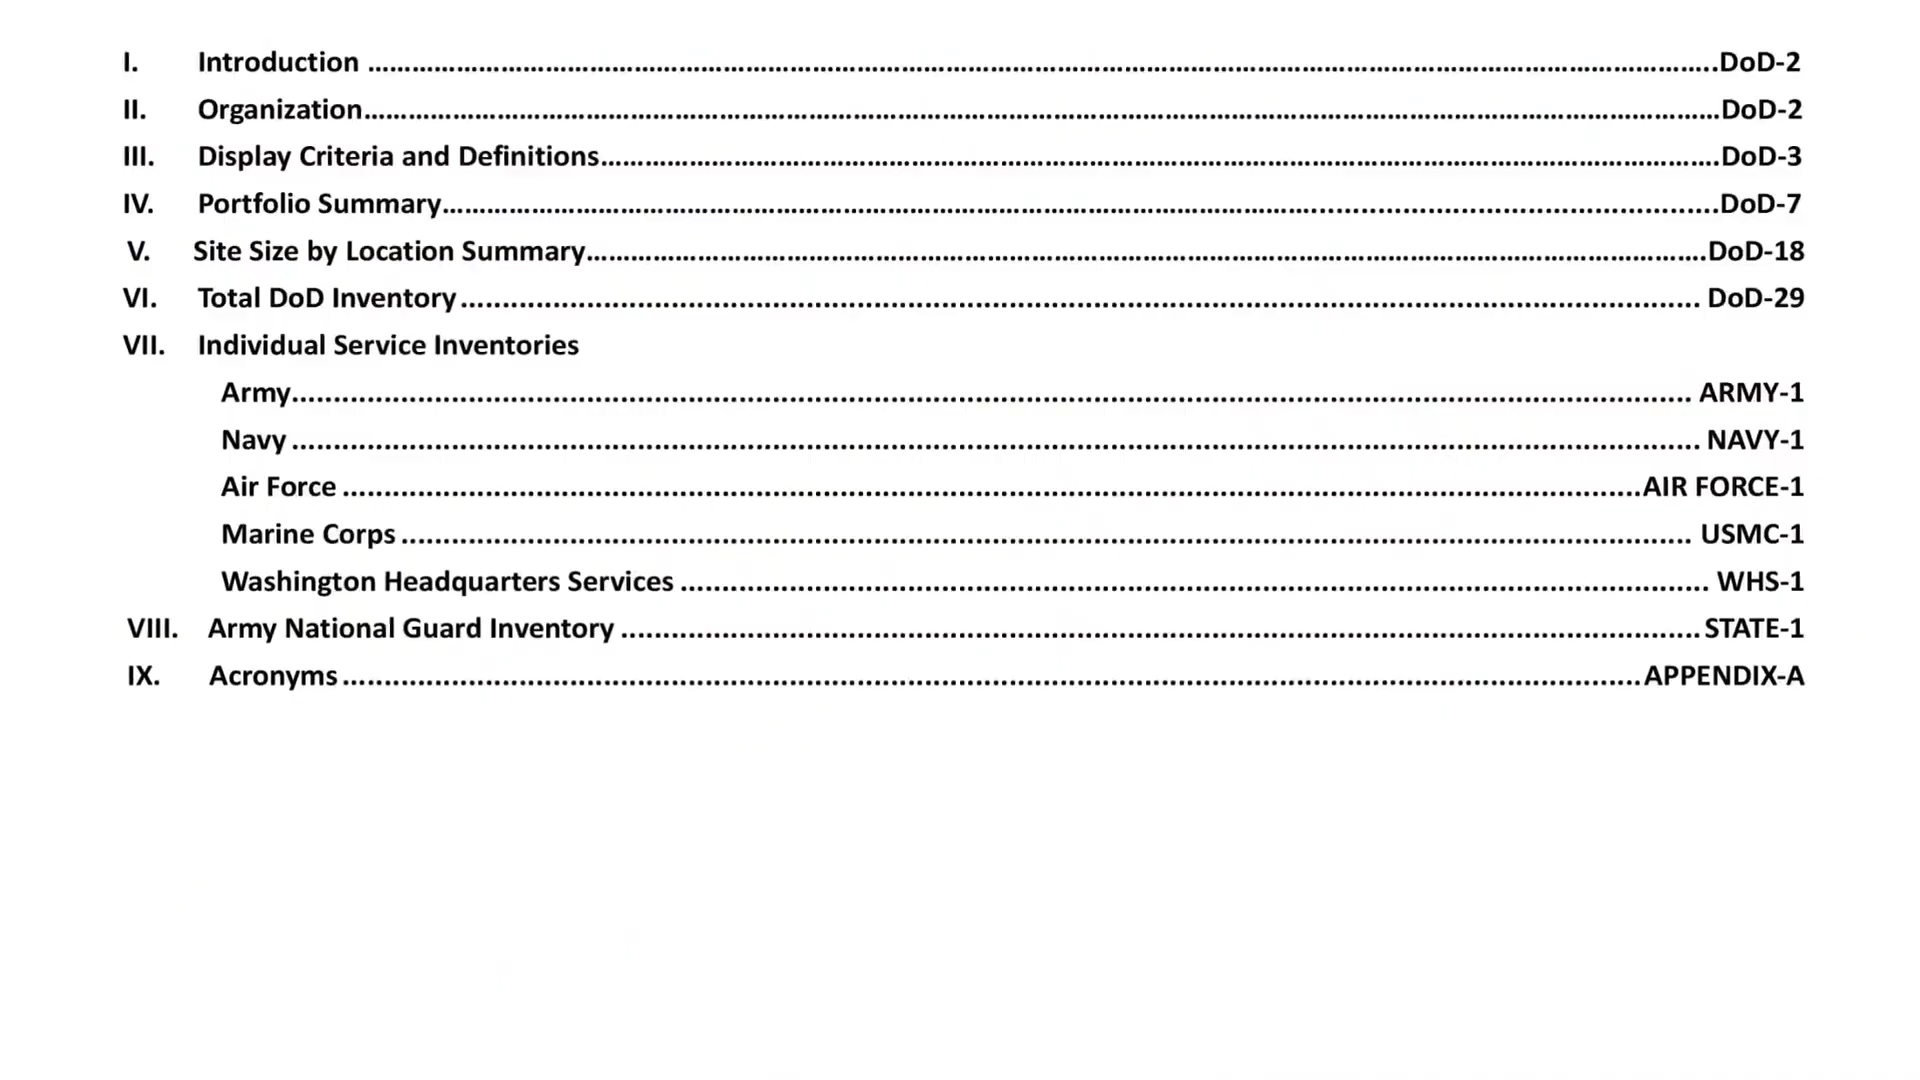 I. Introduction ....................................................DoD-2
II. Organization....................................................DoD-2
III. Display Criteria and Definitions....................................................DoD-3
IV. Portfolio Summary....................................................DoD-7
V. Site Size by Location Summary....................................................DoD-18
VI. Total DoD Inventory .................................................... DoD-29
VII. Individual Service Inventories
Army.................................................... ARMY-1
Navy .................................................... NAVY-1
Air Force ....................................................AIR FORCE-1
Marine Corps .................................................... USMC-1
Washington Headquarters Services .................................................... WHS-1
VIII. Army National Guard Inventory ....................................................STATE-1
IX. Acronyms ....................................................APPENDIX-A